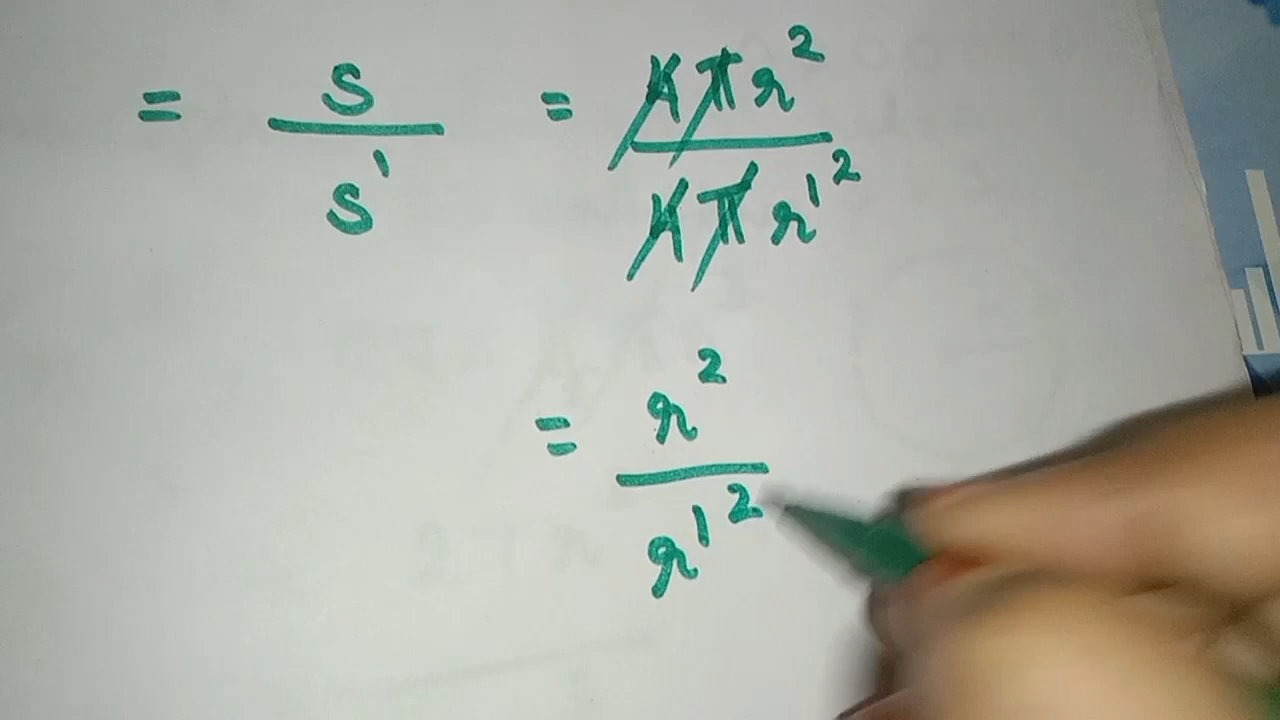 = S / S' = 4πr² / 4πr'²
= r² / r'²